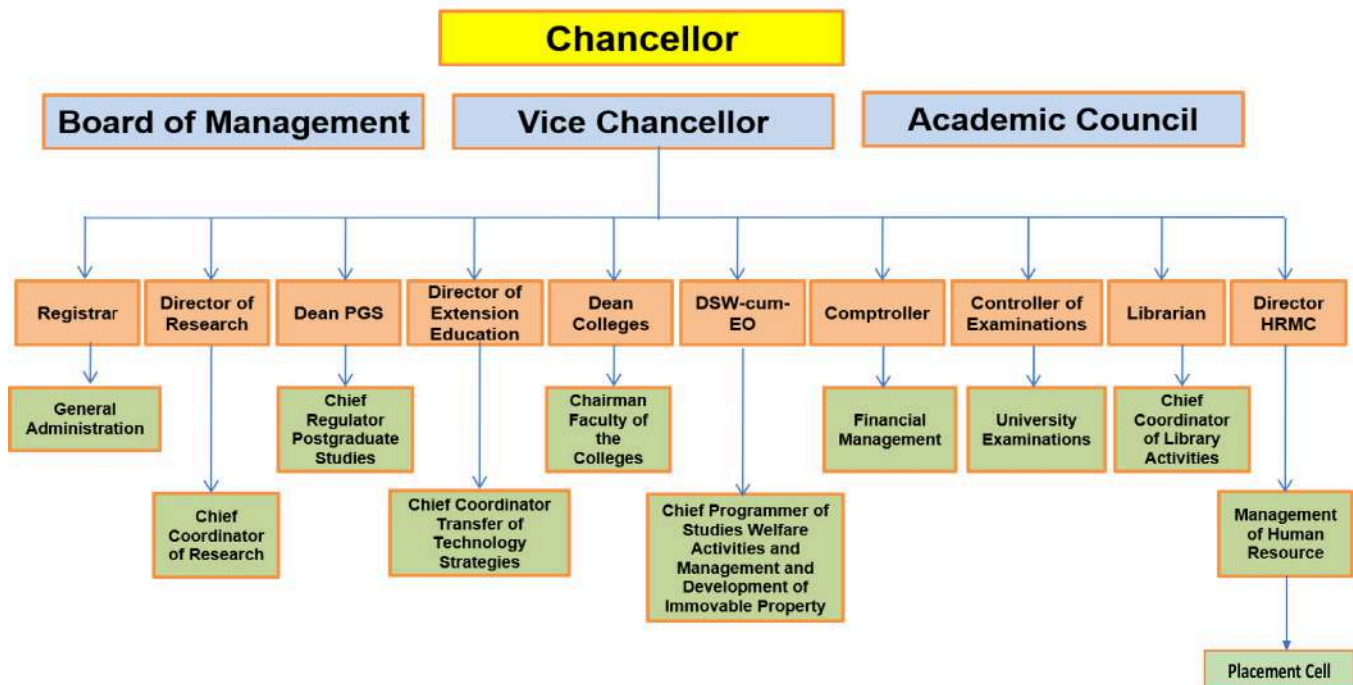 Chancellor
Board of Management
Vice Chancellor
Academic Council
Registrar
Director of
Research
Dean PGS
Director of
Extension
Education
Dean
Colleges
DSW-cum-
EO
Comptroller
Controller of
Examinations
Librarian
Director
HRMC
General
Administration
Chief
Regulator
Postgraduate
Studies
Chairman
Faculty of
the
Colleges
Financial
Management
University
Examinations
Chief
Coordinator
of Library
Activities
Chief
Coordinator
of Research
Chief Coordinator
Transfer of
Technology
Strategies
Chief Programmer of
Studies Welfare
Activities and
Management and
Development of
Immovable Property
Management
of Human
Resource
Placement Cell